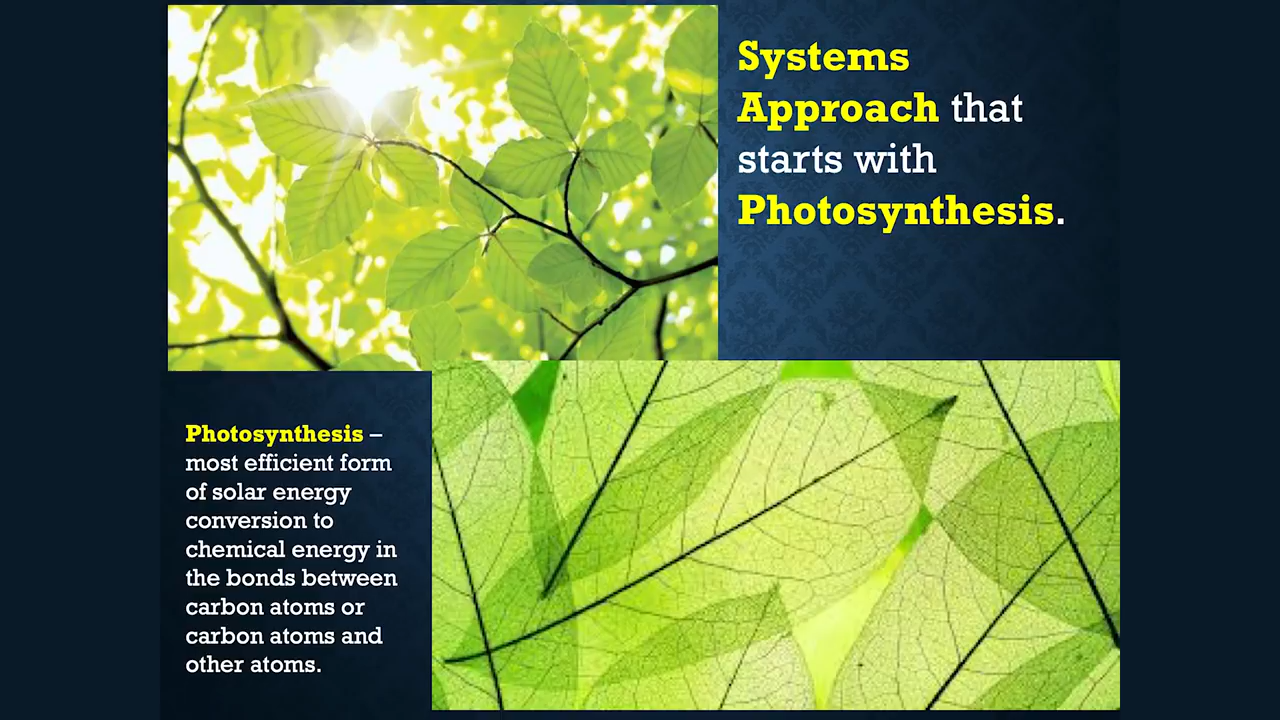 Systems
Approach that
starts with
Photosynthesis.
Photosynthesis –
most efficient form
of solar energy
conversion to
chemical energy in
the bonds between
carbon atoms or
carbon atoms and
other atoms.